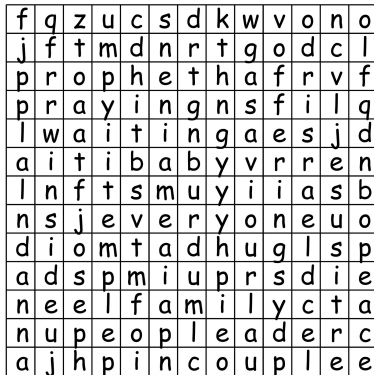 f q z u c s d k w v o n o
j f t m d n r t g o d c l
p r o p h e t h a f r v f
p r a y i n g n s f i l q
l w a i t i n g a e s j d
a i t i b a b y v r r e n
l n f t s m u y i i a s b
n s j e v e r y o n e u o
d i o m t a d h u g l s p
a d s p m i u p r s d i e
n e e l f a m i l y c t a
n u p e o p l e a d e r c
a j h p i n c o u p l e e